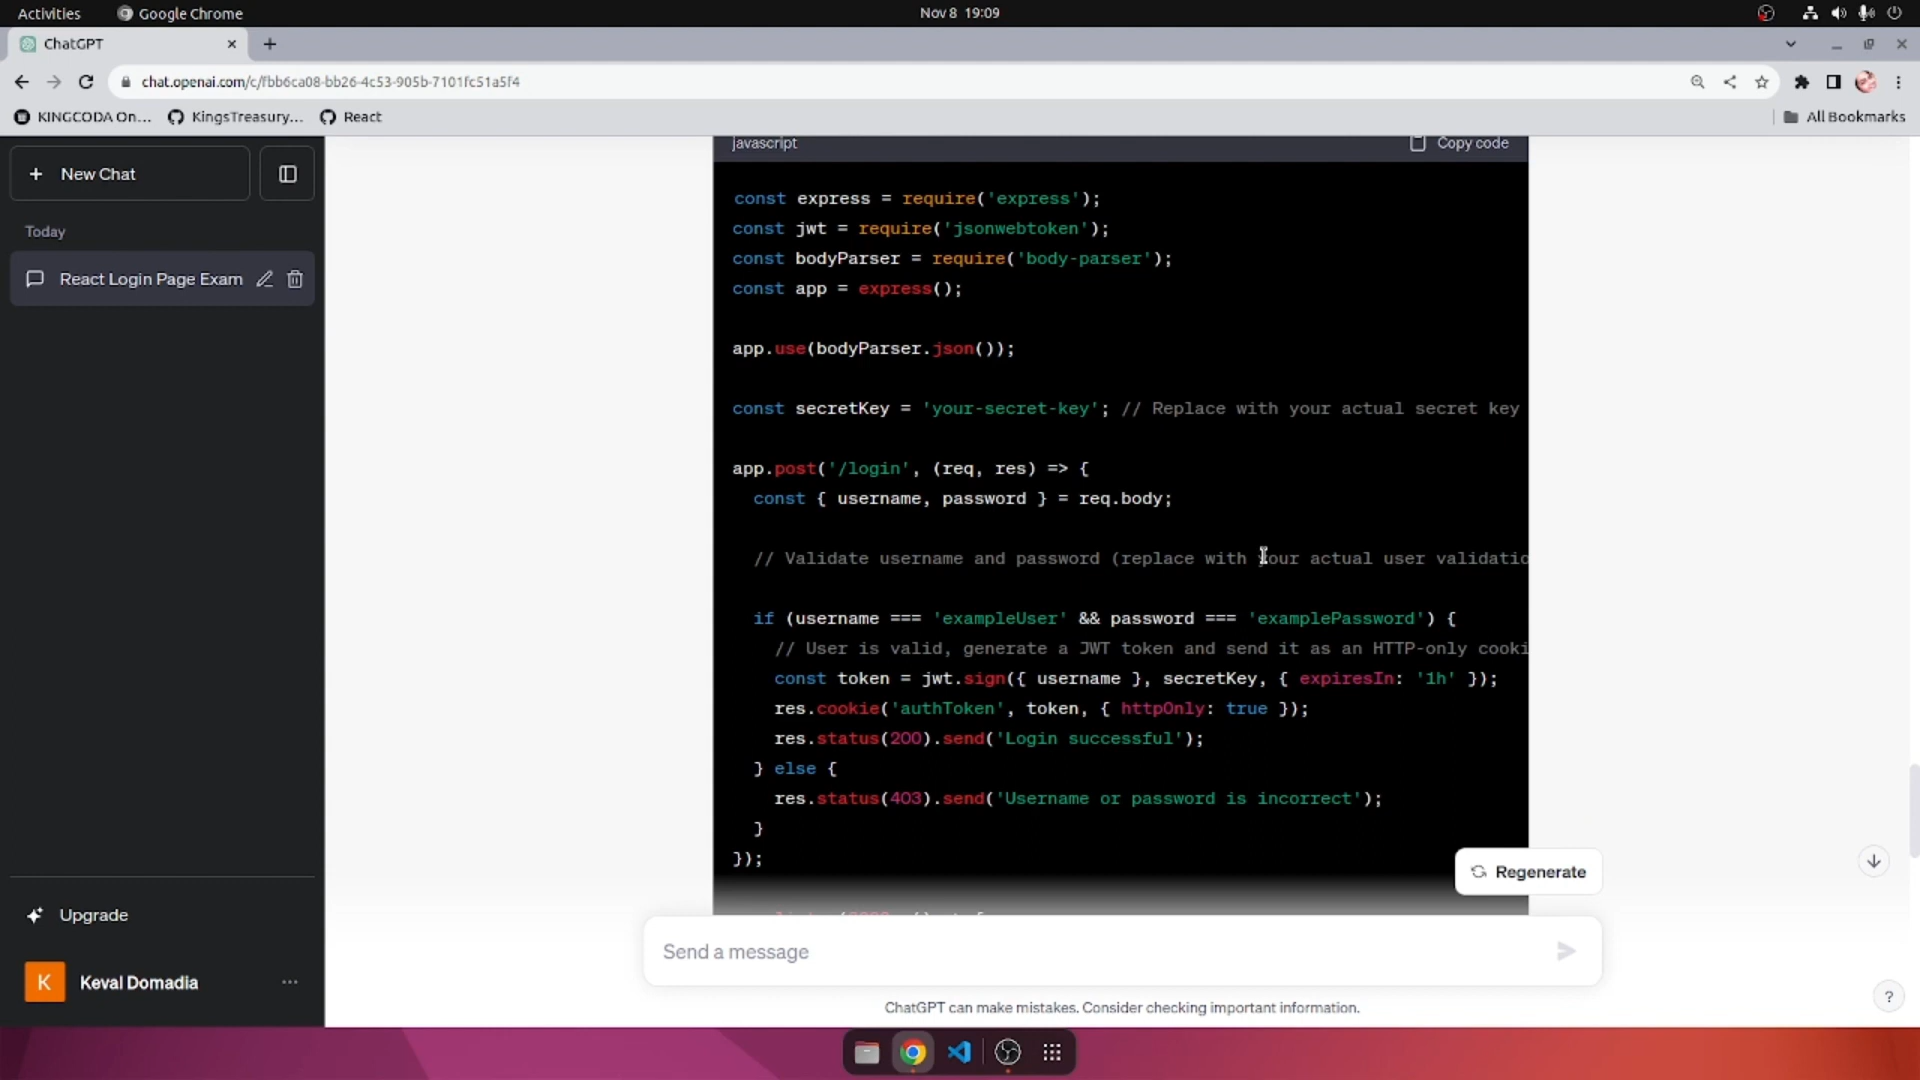 Activities
Google Chrome
Nov 8 19:09
ChatGPT
chat.openai.com/c/fbb6ca08-bb26-4c53-905b-7101fc51a5f4
KINGCODA On...
KingsTreasury...
React
All Bookmarks
New Chat
Today
React Login Page Exam
javascript
Copy code
const express = require('express');
const jwt = require('jsonwebtoken');
const bodyParser = require('body-parser');
const app = express();
app.use(bodyParser.json());
const secretKey = 'your-secret-key'; // Replace with your actual secret key
app.post('/login', (req, res) => {
const { username, password } = req.body;
// Validate username and password (replace with your actual user validatio
if (username === 'exampleUser' && password === 'examplePassword') {
// User is valid, generate a JWT token and send it as an HTTP-only cooki
const token = jwt.sign({ username }, secretKey, { expiresIn: '1h' });
res.cookie('authToken', token, { httpOnly: true });
res.status(200).send('Login successful');
} else {
res.status(403).send('Username or password is incorrect');
}
});
Regenerate
Upgrade
Send a message
K
Keval Domadia
ChatGPT can make mistakes. Consider checking important information.
?